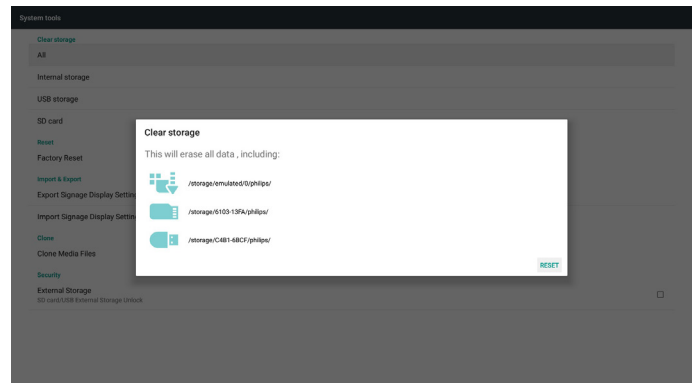 System tools
Clear storage
All
Internal storage
USB storage
SD card
Reset
Factory Reset
Import & Export
Export Signage Display Setting
Import Signage Display Settin
Clone
Clone Media Files
Security
External Storage
SD card/USB External Storage Unlock
Clear storage
This will erase all data , including:
/storage/emulated/0/philips/
/storage/6103-13FA/philips/
/storage/C4B1-6BCF/philips/
RESET